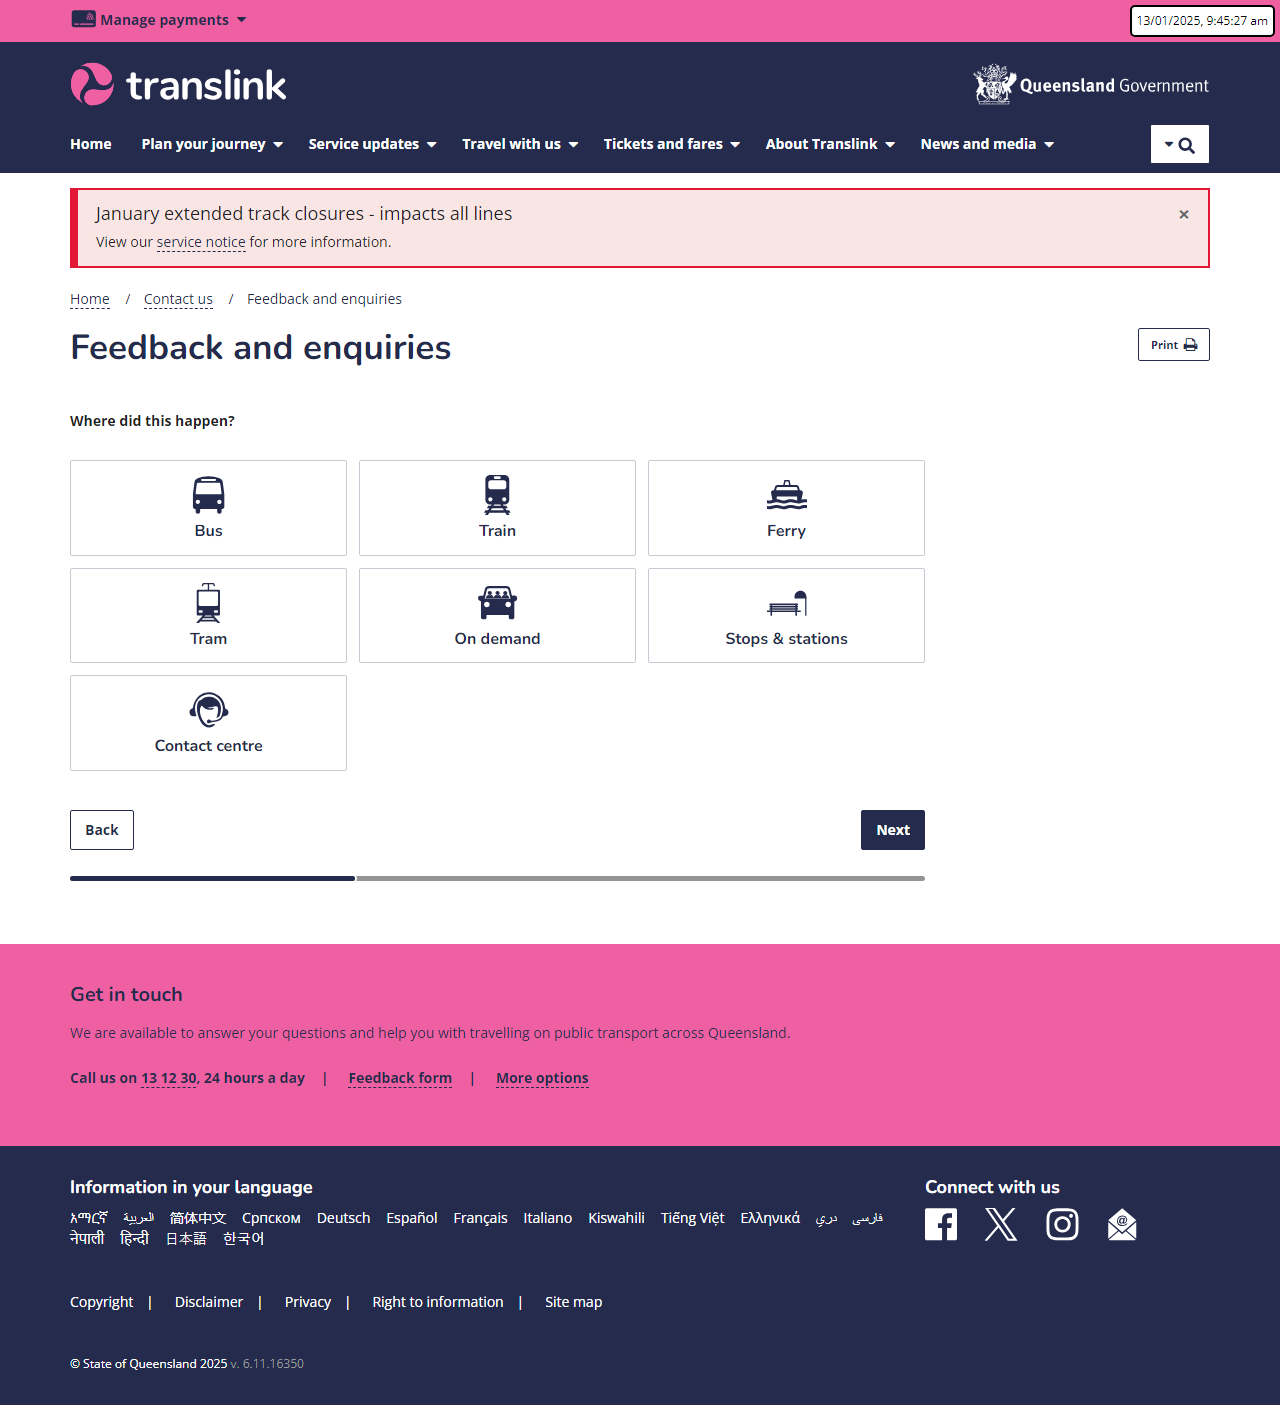 Manage payments
13/01/2025, 9:45:27 am
translink
Queensland Government
Home Plan your journey Service updates Travel with us Tickets and fares About Translink News and media
January extended track closures - impacts all lines ×
View our service notice for more information.
Home / Contact us / Feedback and enquiries
Feedback and enquiries
Print
Where did this happen?
Bus
Train
Ferry
Tram
On demand
Stops & stations
Contact centre
Back
Next
Get in touch
We are available to answer your questions and help you with travelling on public transport across Queensland.
Call us on 13 12 30, 24 hours a day | Feedback form | More options
Information in your language
አማርኛ العربية 简体中文 Српском Deutsch Español Français Italiano Kiswahili Tiếng Việt Ελληνικά دري فارسی
नेपाली हिन्दी 日本語 한국어
Connect with us
Copyright | Disclaimer | Privacy | Right to information | Site map
© State of Queensland 2025 v. 6.11.16350